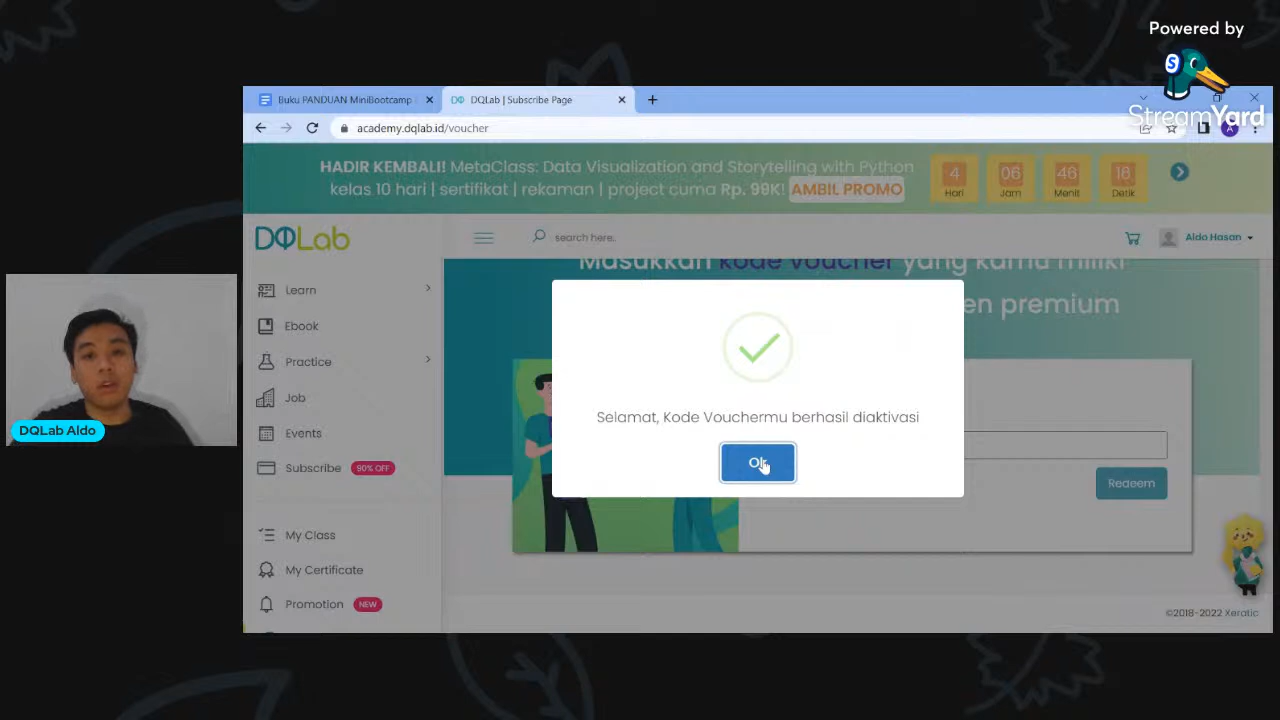 Powered by
StreamYard
Buku PANDUAN MiniBootcamp
DQLab | Subscribe Page
academy.dqlab.id/voucher
HADIR KEMBALI! MetaClass: Data Visualization and Storytelling with Python
kelas 10 hari | sertifikat | rekaman | project cuma Rp. 99K! AMBIL PROMO
4 06 46 18
Hari Jam Menit Detik
DQLab
search here..
Aldo Hasan
Learn
Ebook
Practice
Job
Events
Subscribe 90% OFF
My Class
My Certificate
Promotion NEW
Masukkan kode voucher yang kamu miliki
en premium
Selamat, Kode Vouchermu berhasil diaktivasi
Ok
Redeem
©2018-2022 Xeratic
DQLab Aldo